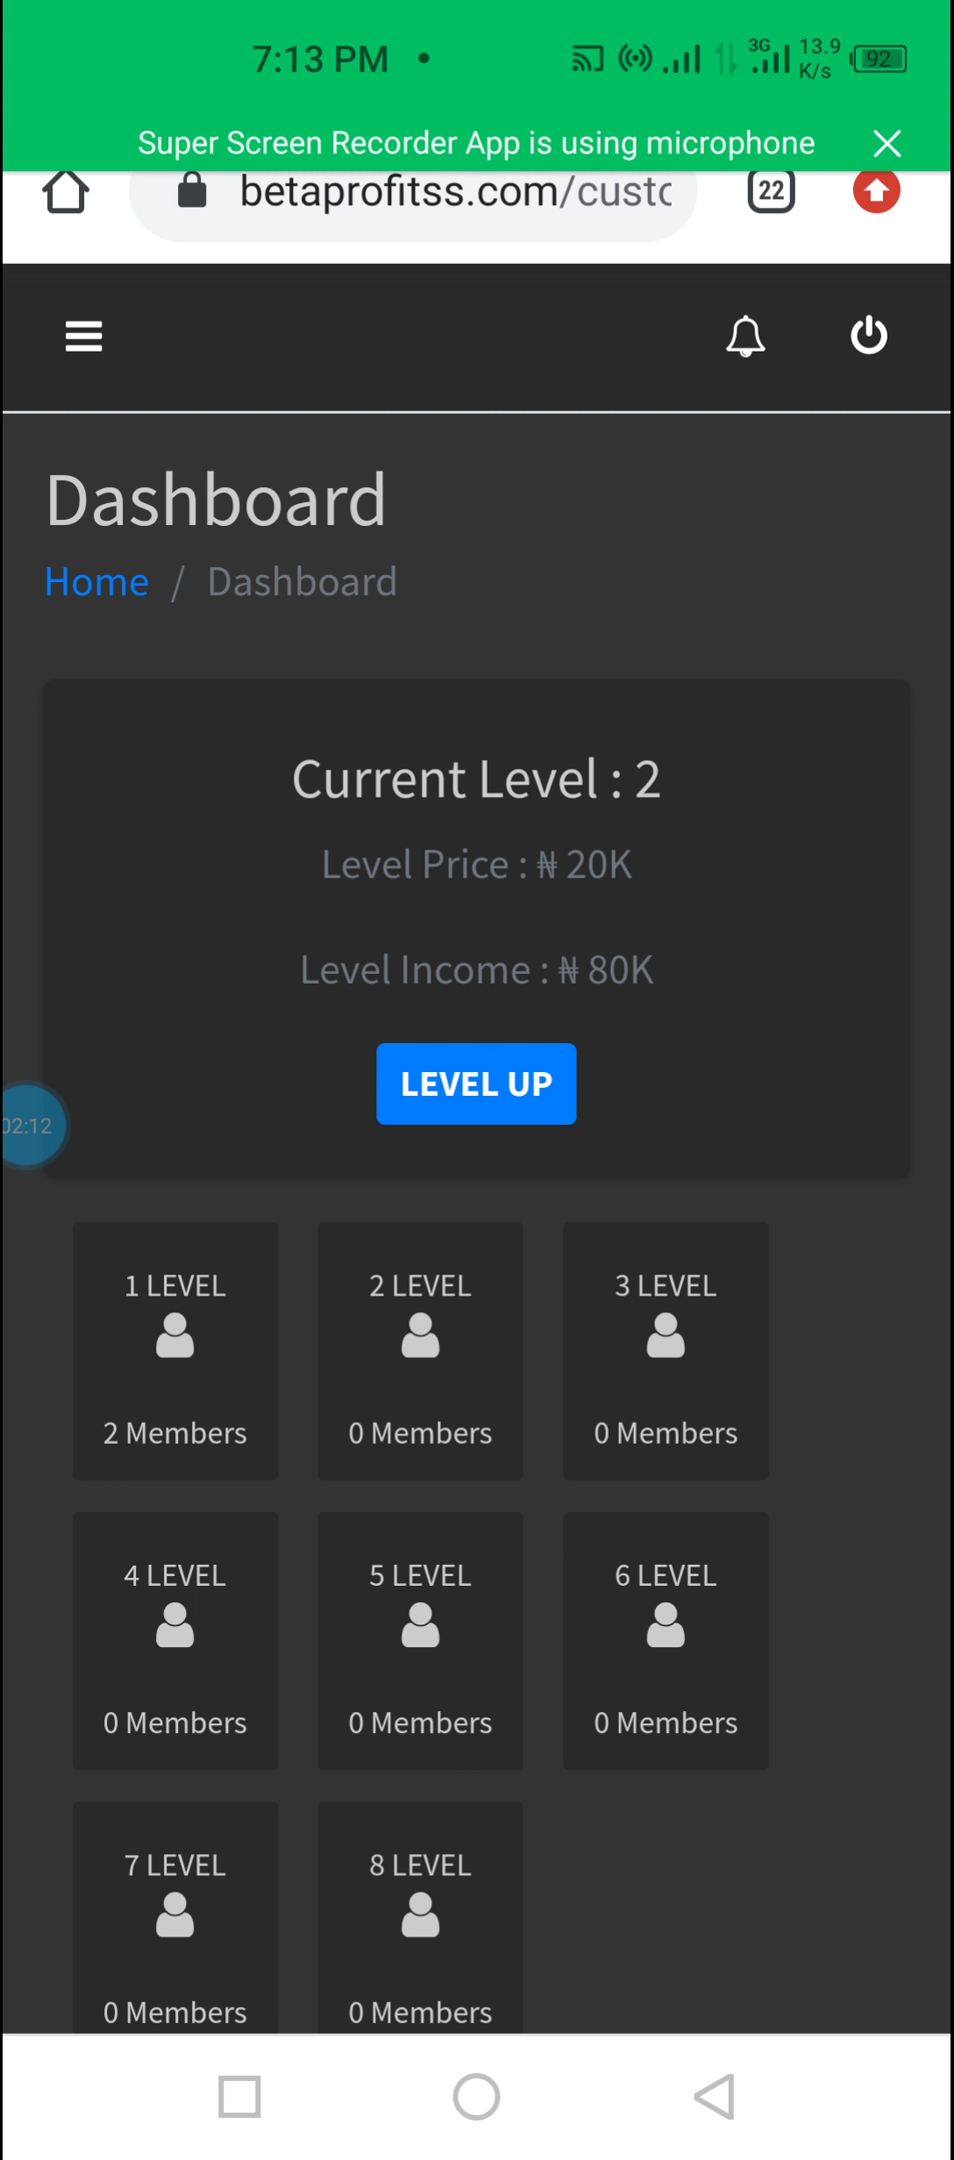 7:13 PM •
3G 13.9 K/s 92
Super Screen Recorder App is using microphone
betaprofitss.com/custo
22
Dashboard
Home / Dashboard
Current Level : 2
Level Price : ₦ 20K
Level Income : ₦ 80K
LEVEL UP
02:12
1 LEVEL 2 LEVEL 3 LEVEL
2 Members 0 Members 0 Members
4 LEVEL 5 LEVEL 6 LEVEL
0 Members 0 Members 0 Members
7 LEVEL 8 LEVEL
0 Members 0 Members